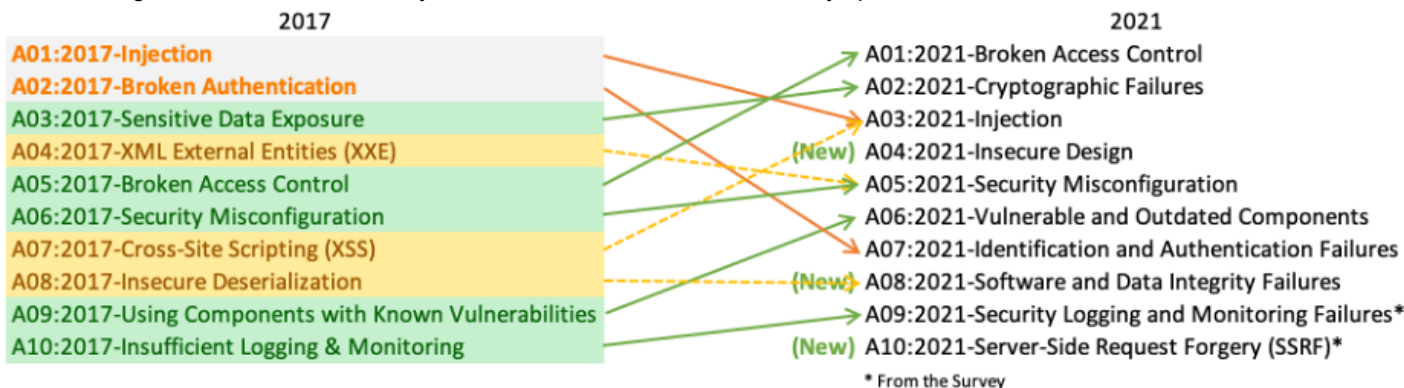 2017
2021
A01:2017-Injection
A02:2017-Broken Authentication
A03:2017-Sensitive Data Exposure
A04:2017-XML External Entities (XXE)
A05:2017-Broken Access Control
A06:2017-Security Misconfiguration
A07:2017-Cross-Site Scripting (XSS)
A08:2017-Insecure Deserialization
A09:2017-Using Components with Known Vulnerabilities
A10:2017-Insufficient Logging & Monitoring
A01:2021-Broken Access Control
A02:2021-Cryptographic Failures
A03:2021-Injection
(New) A04:2021-Insecure Design
A05:2021-Security Misconfiguration
A06:2021-Vulnerable and Outdated Components
A07:2021-Identification and Authentication Failures
(New) A08:2021-Software and Data Integrity Failures
A09:2021-Security Logging and Monitoring Failures*
(New) A10:2021-Server-Side Request Forgery (SSRF)*
* From the Survey